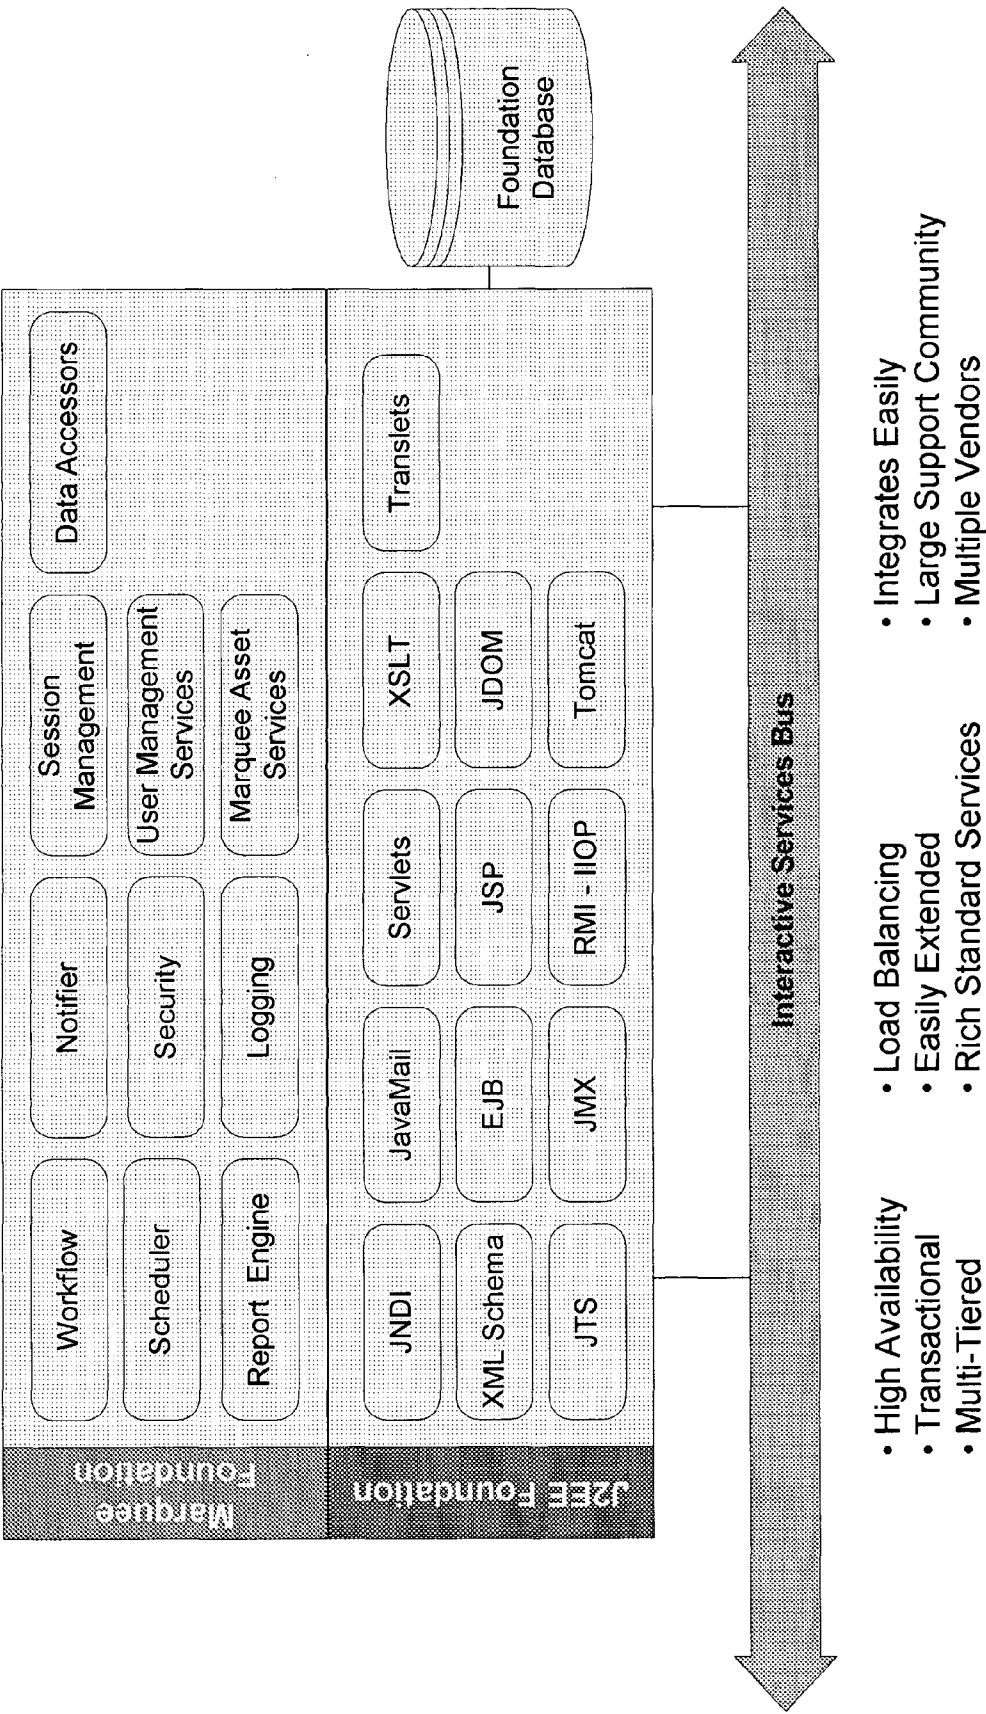 Marquee
Foundation
Workflow
Notifier
Session
Management
Data Accessors
Scheduler
Security
User Management
Services
Report Engine
Logging
Marquee Asset
Services
J2EE Foundation
JNDI
JavaMail
Servlets
XSLT
Translets
XML Schema
EJB
JSP
JDOM
JTS
JMX
RMI - IIOP
Tomcat
Foundation
Database
Interactive Services Bus
• High Availability
• Transactional
• Multi-Tiered
• Load Balancing
• Easily Extended
• Rich Standard Services
• Integrates Easily
• Large Support Community
• Multiple Vendors